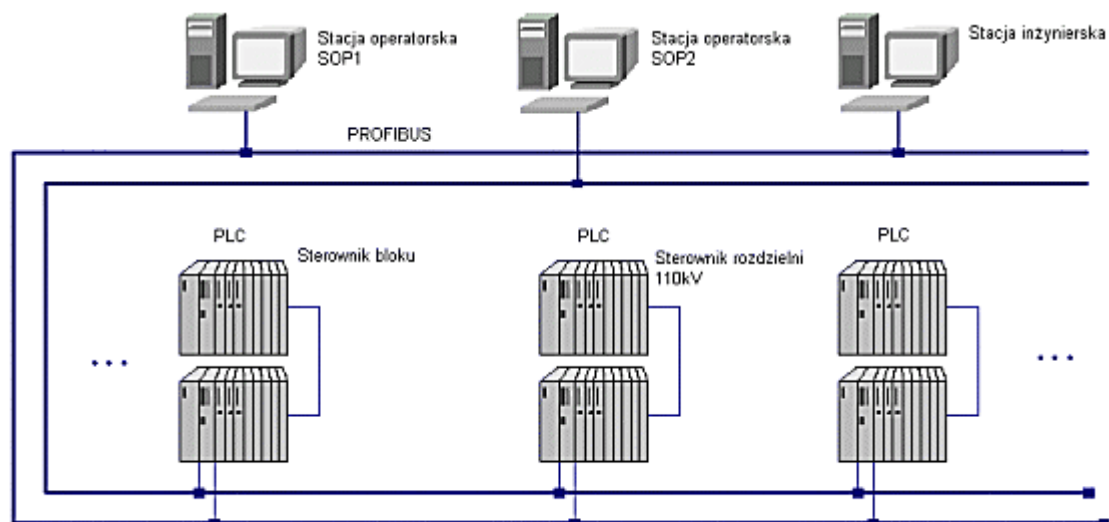 Stacja operatorska
SOP1
Stacja operatorska
SOP2
Stacja inżynierska
PROFIBUS
PLC
Sterownik bloku
PLC
Sterownik rozdzielni
110kV
PLC